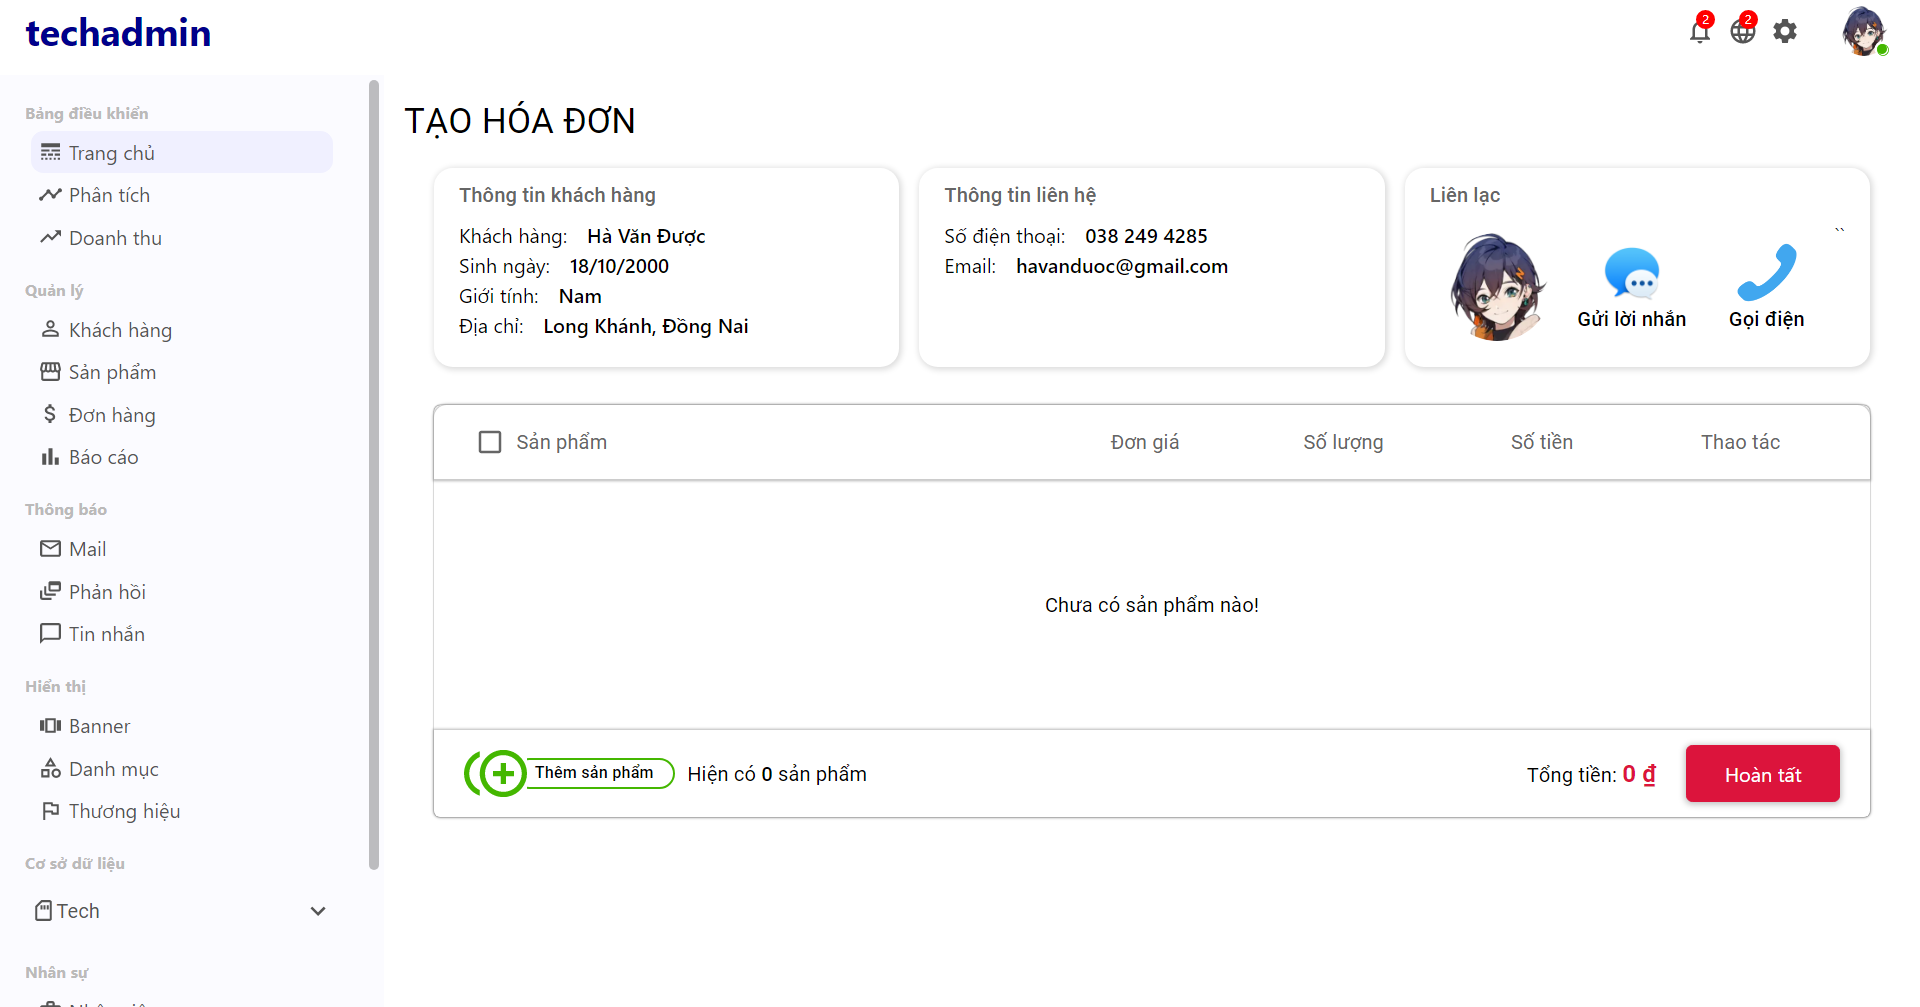 techadmin
2
2
Bảng điều khiển
Trang chủ
Phân tích
Doanh thu
Quản lý
Khách hàng
Sản phẩm
Đơn hàng
Báo cáo
Thông báo
Mail
Phản hồi
Tin nhắn
Hiển thị
Banner
Danh mục
Thương hiệu
Cơ sở dữ liệu
Tech
Nhân sự
TẠO HÓA ĐƠN
Thông tin khách hàng
Khách hàng: Hà Văn Được
Sinh ngày: 18/10/2000
Giới tính: Nam
Địa chỉ: Long Khánh, Đồng Nai
Thông tin liên hệ
Số điện thoại: 038 249 4285
Email: havanduoc@gmail.com
Liên lạc
``
Gửi lời nhắn
Gọi điện
Sản phẩm Đơn giá Số lượng Số tiền Thao tác
Chưa có sản phẩm nào!
Thêm sản phẩm Hiện có 0 sản phẩm Tổng tiền: 0 ₫ Hoàn tất